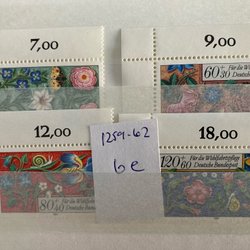 7,00
9,00
60+30
Für die Wohlfahrtspflege
Deutsche Bundespost
12,00
18,00
1259-62
be
80+40
Für die Wohlfahrtspflege
Deutsche Bundespost
120+60
Für die Wohlfahrtspflege
Deutsche Bundespost